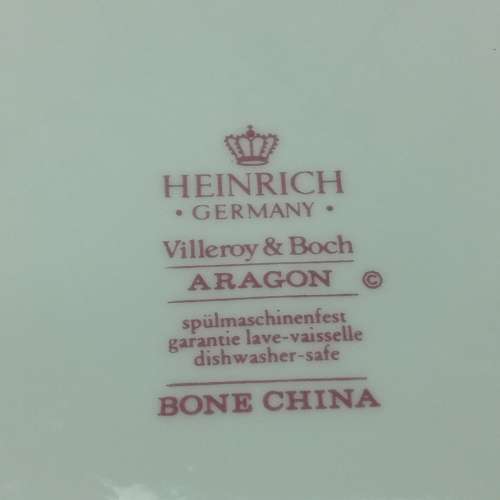 HEINRICH
• GERMANY •
Villeroy & Boch
ARAGON ©
spülmaschinenfest
garantie lave-vaisselle
dishwasher-safe
BONE CHINA